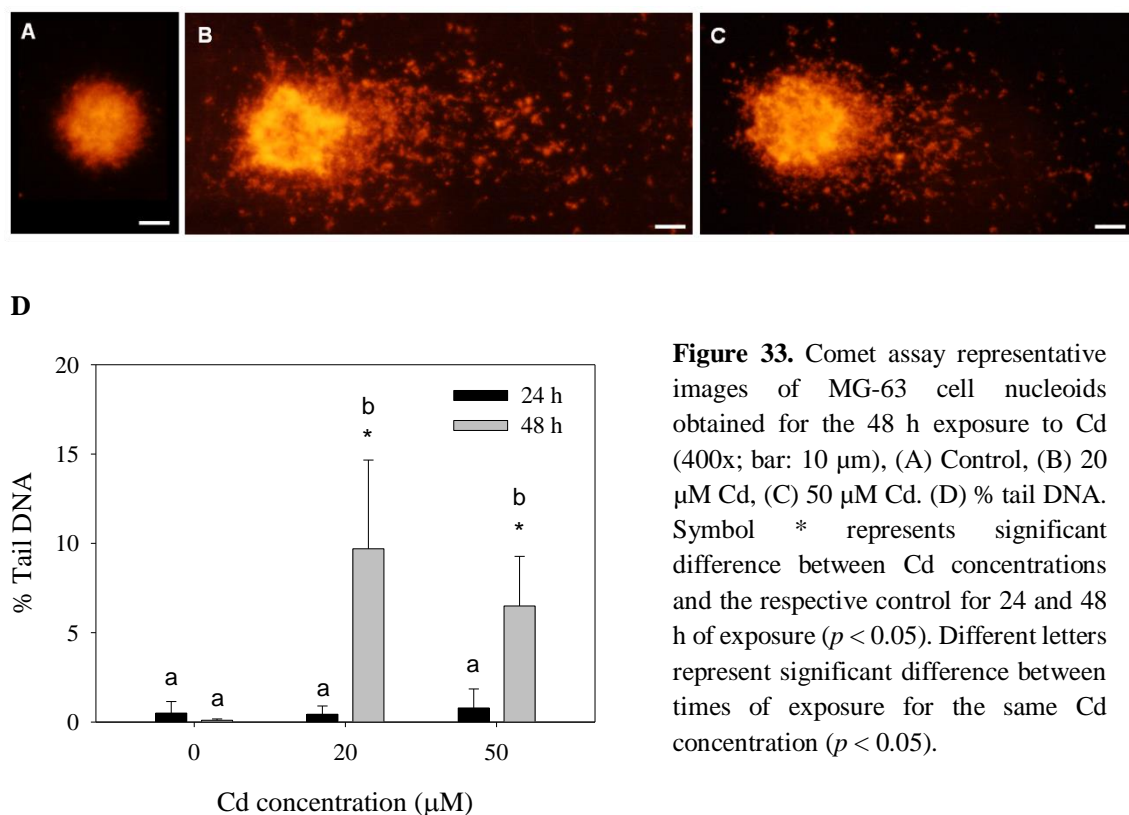 A
B
C
D
% Tail DNA
20
15
10
5
0
24 h
48 h
a
a
a
b
*
a
b
*
0
20
50
Cd concentration (μM)
Figure 33. Comet assay representative
images of MG-63 cell nucleoids
obtained for the 48 h exposure to Cd
(400x; bar: 10 μm), (A) Control, (B) 20
μM Cd, (C) 50 μM Cd. (D) % tail DNA.
Symbol * represents significant
difference between Cd concentrations
and the respective control for 24 and 48
h of exposure (p < 0.05). Different letters
represent significant difference between
times of exposure for the same Cd
concentration (p < 0.05).